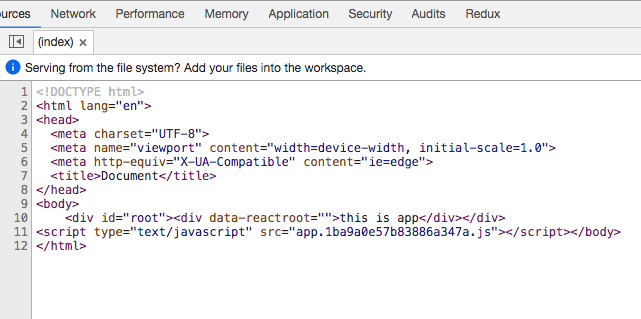 urces Network Performance Memory Application Security Audits Redux
(index) ×
Serving from the file system? Add your files into the workspace.
1 <!DOCTYPE html>
2 <html lang="en">
3 <head>
4 <meta charset="UTF-8">
5 <meta name="viewport" content="width=device-width, initial-scale=1.0">
6 <meta http-equiv="X-UA-Compatible" content="ie=edge">
7 <title>Document</title>
8 </head>
9 <body>
10 <div id="root"><div data-reactroot="">this is app</div></div>
11 <script type="text/javascript" src="app.1ba9a0e57b83886a347a.js"></script></body>
12 </html>